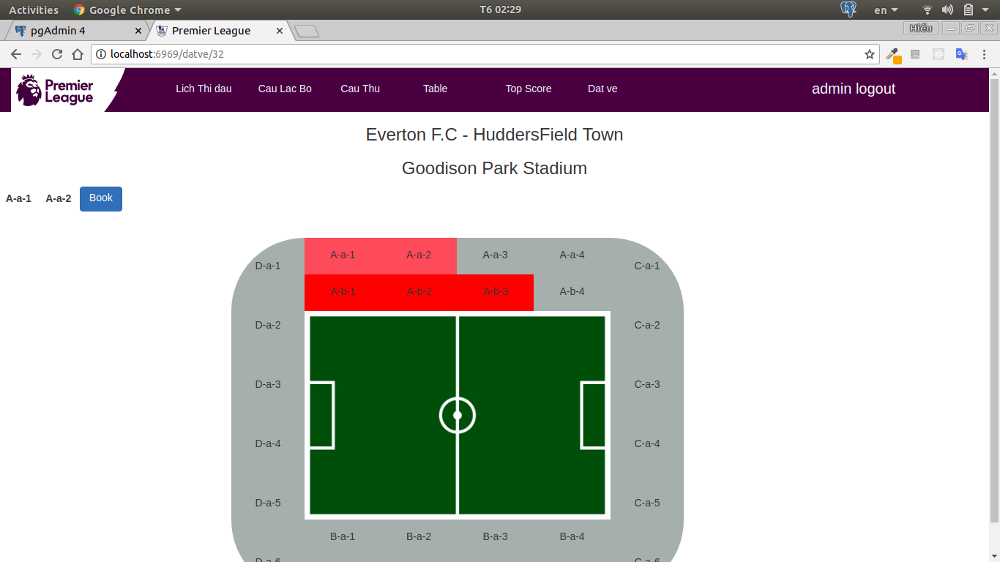 Activities Google Chrome T6 02:29 en
pgAdmin 4 Premier League Hiếu
localhost:6969/datve/32
Premier League Lich Thi dau Cau Lac Bo Cau Thu Table Top Score Dat ve admin logout
Everton F.C - HuddersField Town
Goodison Park Stadium
A-a-1 A-a-2 Book
A-a-1 A-a-2 A-a-3 A-a-4
D-a-1 C-a-1
A-b-1 A-b-2 A-b-3 A-b-4
D-a-2 C-a-2
D-a-3 C-a-3
D-a-4 C-a-4
D-a-5 C-a-5
B-a-1 B-a-2 B-a-3 B-a-4
D-a-6 C-a-6